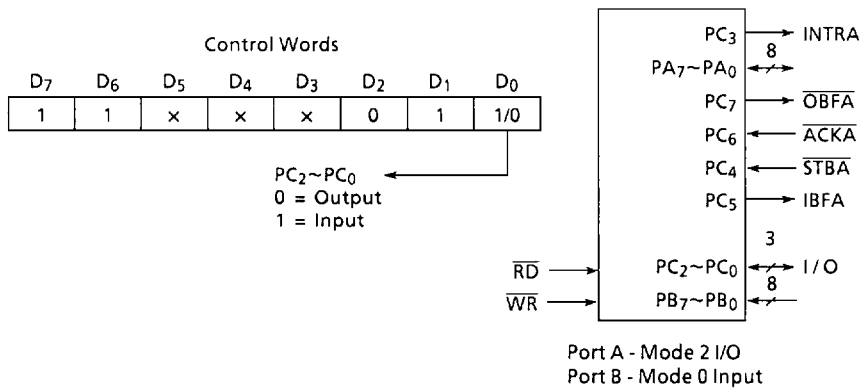 Control Words
D7 D6 D5 D4 D3 D2 D1 D0
1 1 × × × 0 1 1/0
PC2~PC0
0 = Output
1 = Input
PC3 INTRA
8
PA7~PA0
PC7 OBFA
PC6 ACKA
PC4 STBA
PC5 IBFA
3
RD PC2~PC0 I/O
8
WR PB7~PB0
Port A - Mode 2 I/O
Port B - Mode 0 Input